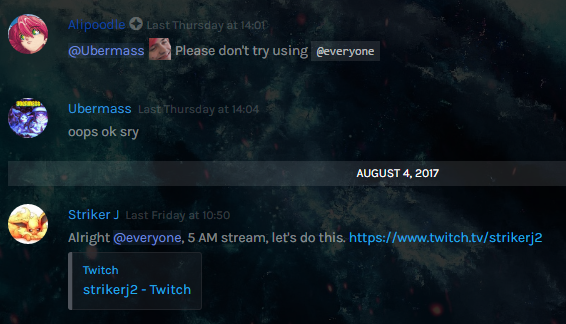 Alipoodle Last Thursday at 14:01
@Ubermass Please don't try using @everyone
Ubermass Last Thursday at 14:04
oops ok sry
AUGUST 4, 2017
Striker J Last Friday at 10:50
Alright @everyone, 5 AM stream, let's do this. https://www.twitch.tv/strikerj2
Twitch
strikerj2 - Twitch